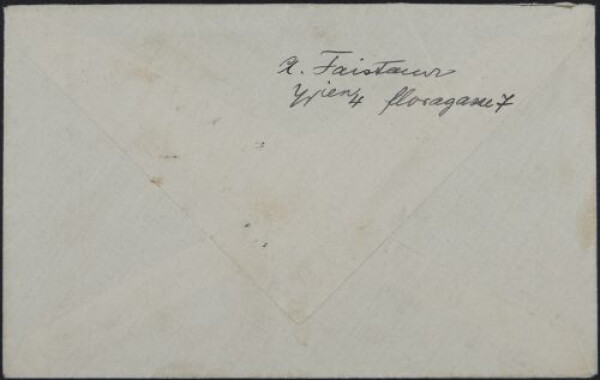 A. Faistauer
Wien 4 floragasse 7